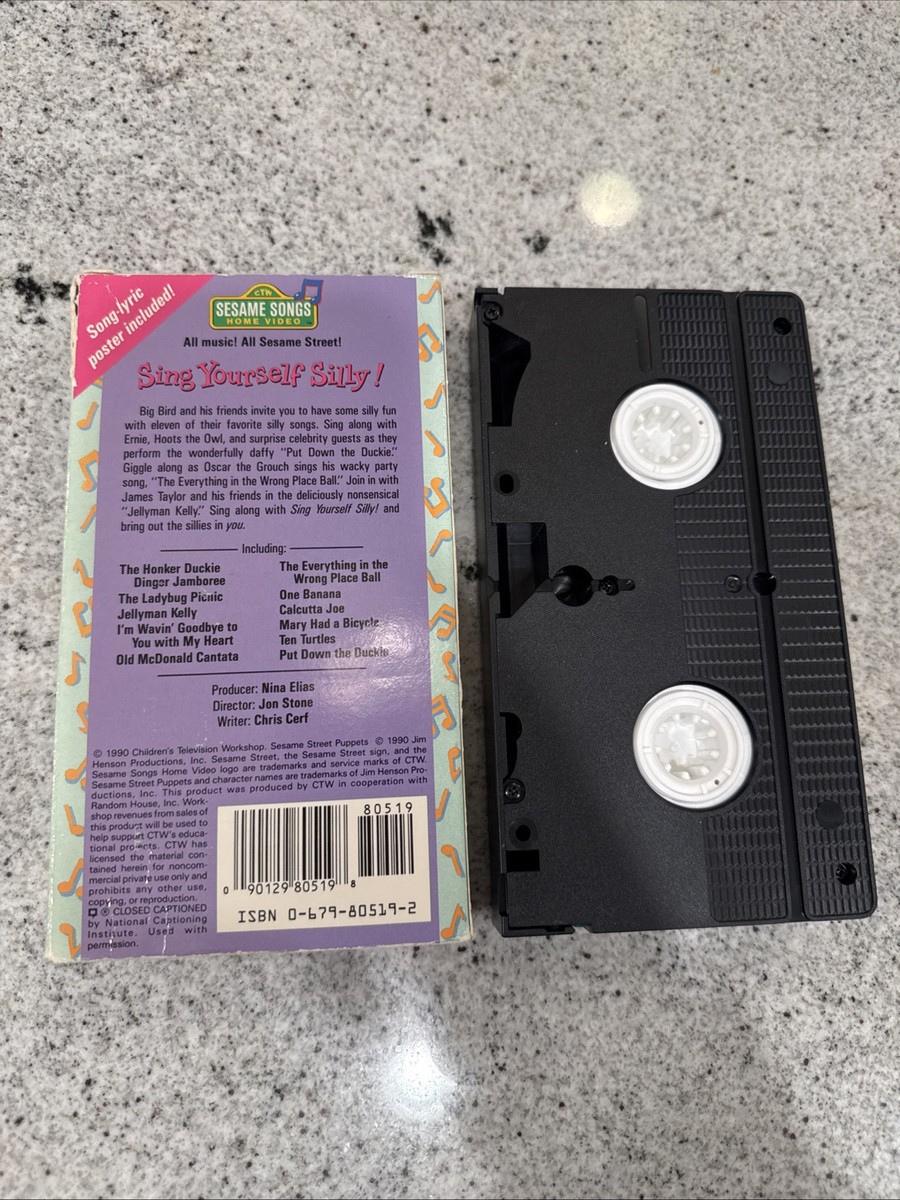 Song-lyric
poster included!
CTW
SESAME SONGS
HOME VIDEO
All music! All Sesame Street!
Sing Yourself Silly!
Big Bird and his friends invite you to have some silly fun
with eleven of their favorite silly songs. Sing along with
Ernie, Hoots the Owl, and surprise celebrity guests as they
perform the wonderfully daffy "Put Down the Duckie."
Giggle along as Oscar the Grouch sings his wacky party
song, "The Everything in the Wrong Place Ball." Join in with
James Taylor and his friends in the deliciously nonsensical
"Jellyman Kelly." Sing along with Sing Yourself Silly! and
bring out the sillies in you.
Including:
The Honker Duckie
Dinger Jamboree
The Ladybug Picnic
Jellyman Kelly
I'm Wavin' Goodbye to
You with My Heart
Old McDonald Cantata
The Everything in the
Wrong Place Ball
One Banana
Calcutta Joe
Mary Had a Bicycle
Ten Turtles
Put Down the Duckie
Producer: Nina Elias
Director: Jon Stone
Writer: Chris Cerf
© 1990 Children's Television Workshop. Sesame Street Puppets © 1990 Jim
Henson Productions, Inc. Sesame Street, the Sesame Street sign, and the
Sesame Songs Home Video logo are trademarks and service marks of CTW.
Sesame Street Puppets and character names are trademarks of Jim Henson Pro-
ductions, Inc. This product was produced by CTW in cooperation with
Random House, Inc. Work-
shop revenues from sales of
this product will be used to
help support CTW's educa-
tional projects. CTW has
licensed the material con-
tained herein for noncom-
mercial private use only and
prohibits any other use,
copying, or reproduction.
® CLOSED CAPTIONED
by National Captioning
Institute. Used with
permission.
80519
0 90129 80519 8
ISBN 0-679-80519-2